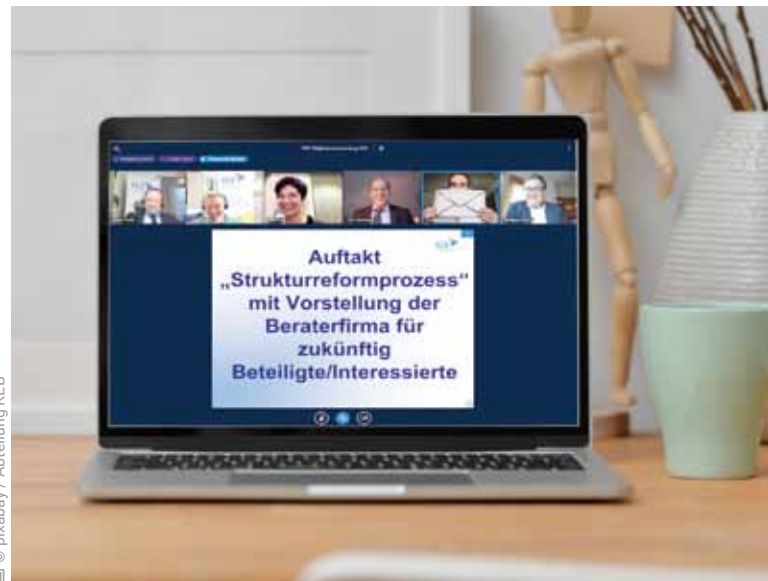 Auftakt
„Strukturreformprozess“
mit Vorstellung der
Beraterfirma für
zukünftig
Beteiligte/Interessierte
© pixabay / Abteilung KEB